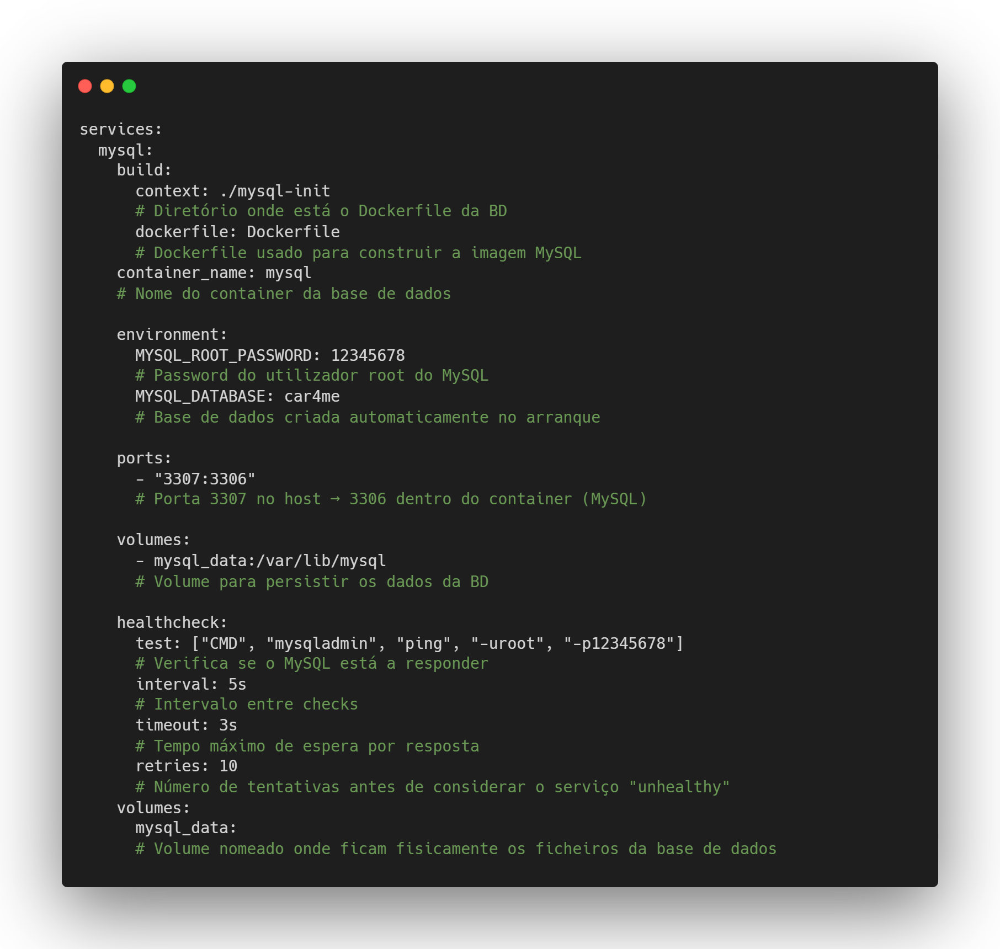 services:
  mysql:
    build:
      context: ./mysql-init
      # Diretório onde está o Dockerfile da BD
      dockerfile: Dockerfile
      # Dockerfile usado para construir a imagem MySQL
    container_name: mysql
    # Nome do container da base de dados

    environment:
      MYSQL_ROOT_PASSWORD: 12345678
      # Password do utilizador root do MySQL
      MYSQL_DATABASE: car4me
      # Base de dados criada automaticamente no arranque

    ports:
      - "3307:3306"
      # Porta 3307 no host → 3306 dentro do container (MySQL)

    volumes:
      - mysql_data:/var/lib/mysql
      # Volume para persistir os dados da BD

    healthcheck:
      test: ["CMD", "mysqladmin", "ping", "-uroot", "-p12345678"]
      # Verifica se o MySQL está a responder
      interval: 5s
      # Intervalo entre checks
      timeout: 3s
      # Tempo máximo de espera por resposta
      retries: 10
      # Número de tentativas antes de considerar o serviço "unhealthy"
    volumes:
      mysql_data:
      # Volume nomeado onde ficam fisicamente os ficheiros da base de dados